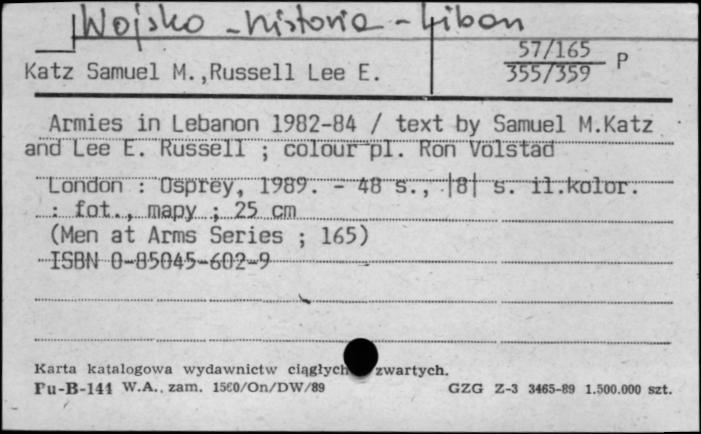 Wojsko - historia - Liban
57/165
355/359 P
Katz Samuel M.,Russell Lee E.
Armies in Lebanon 1982-84 / text by Samuel M.Katz
and Lee E. Russell ; colour pl. Ron Volstad
London : Osprey, 1989. - 48 s., |8| s. il.kolor.
: fot., mapy ; 25 cm
(Men at Arms Series ; 165)
ISBN 0-85045-602-9
Karta katalogowa wydawnictw ciągłych zwartych.
Pu-B-144 W.A., zam. 1560/On/DW/89 GZG Z-3 3465-89 1.500.000 szt.